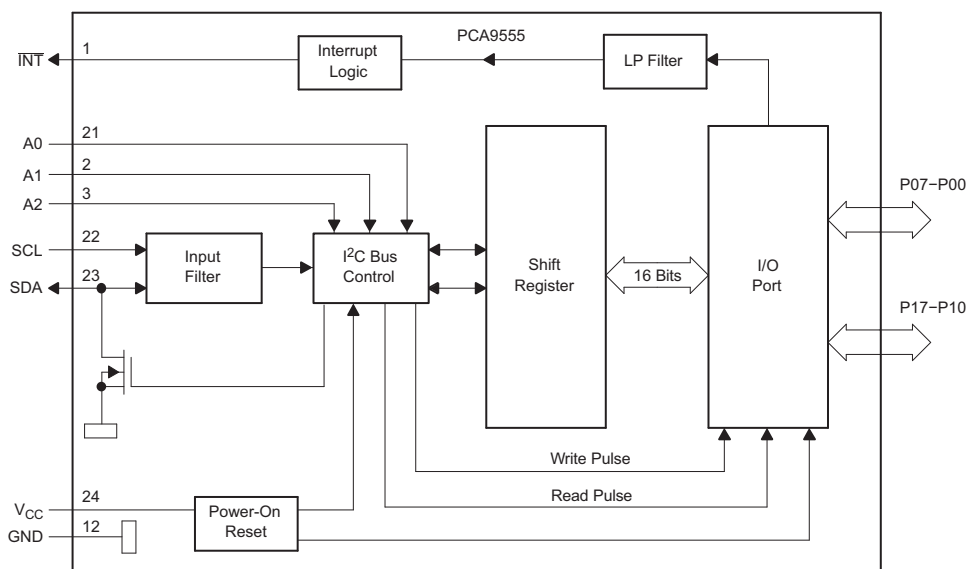 PCA9555
INT
1
Interrupt
Logic
LP Filter
A0
21
A1
2
A2
3
SCL
22
SDA
23
Input
Filter
I2C Bus
Control
Shift
Register
16 Bits
I/O
Port
P07−P00
P17−P10
Write Pulse
Read Pulse
VCC
24
GND
12
Power-On
Reset